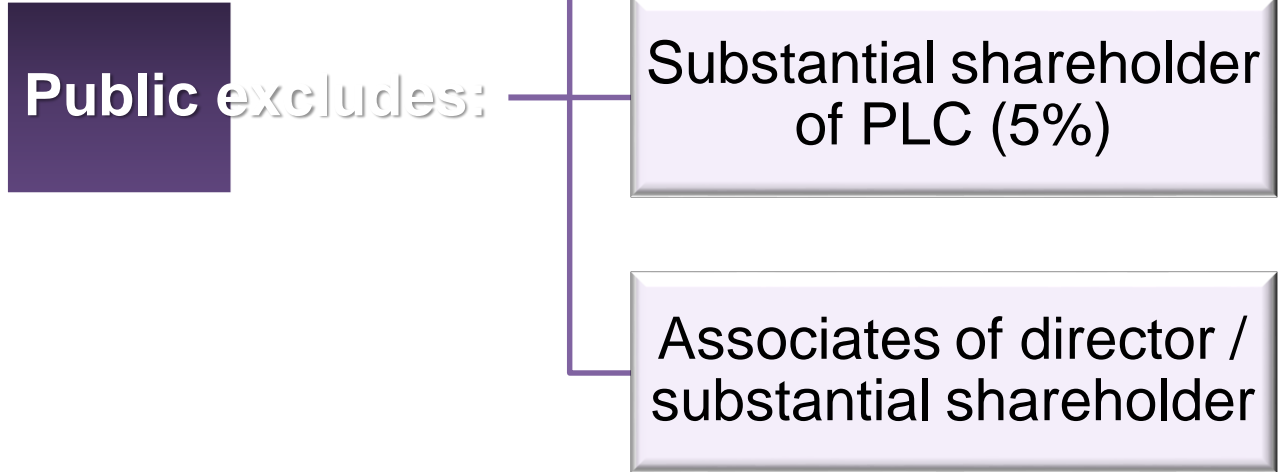 Public excludes:
Substantial shareholder
of PLC (5%)
Associates of director /
substantial shareholder